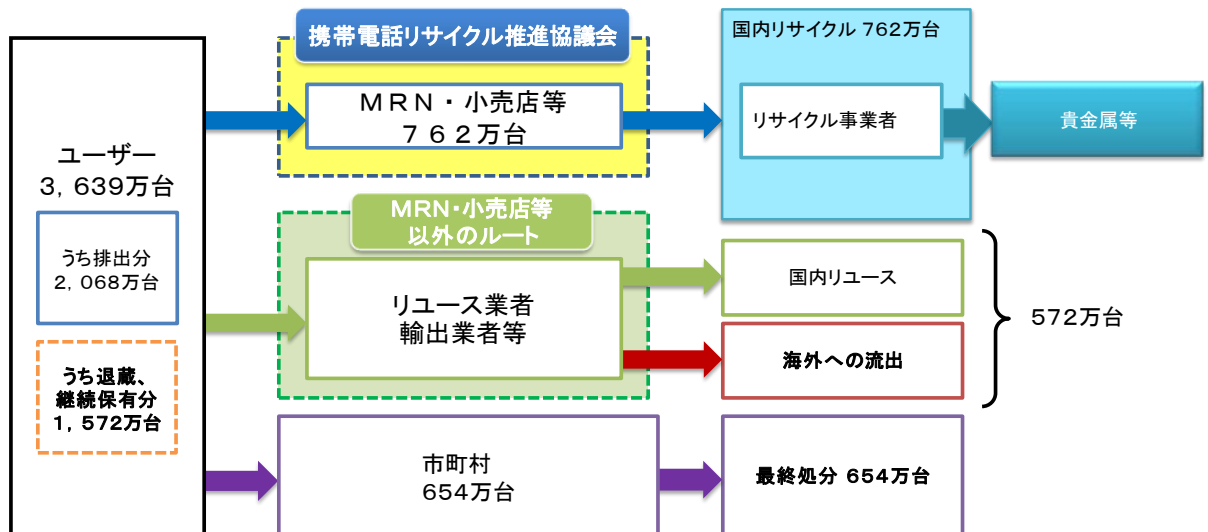 ユーザー
3，639万台
うち排出分
2，068万台
うち退蔵、
継続保有分
1，572万台
携帯電話リサイクル推進協議会
ＭＲＮ・小売店等
７６２万台
国内リサイクル 762万台
リサイクル事業者
貴金属等
ＭＲＮ・小売店等
以外のルート
リユース業者
輸出業者等
国内リユース
海外への流出
572万台
市町村
654万台
最終処分 654万台